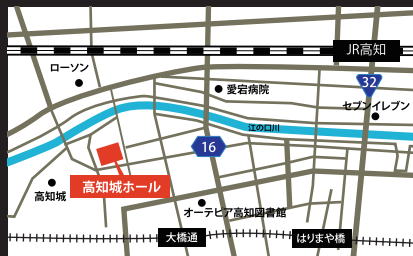 JR高知
ローソン
32
愛宕病院
セブンイレブン
江の口川
16
高知城ホール
高知城
オーテピア高知図書館
大橋通
はりまや橋